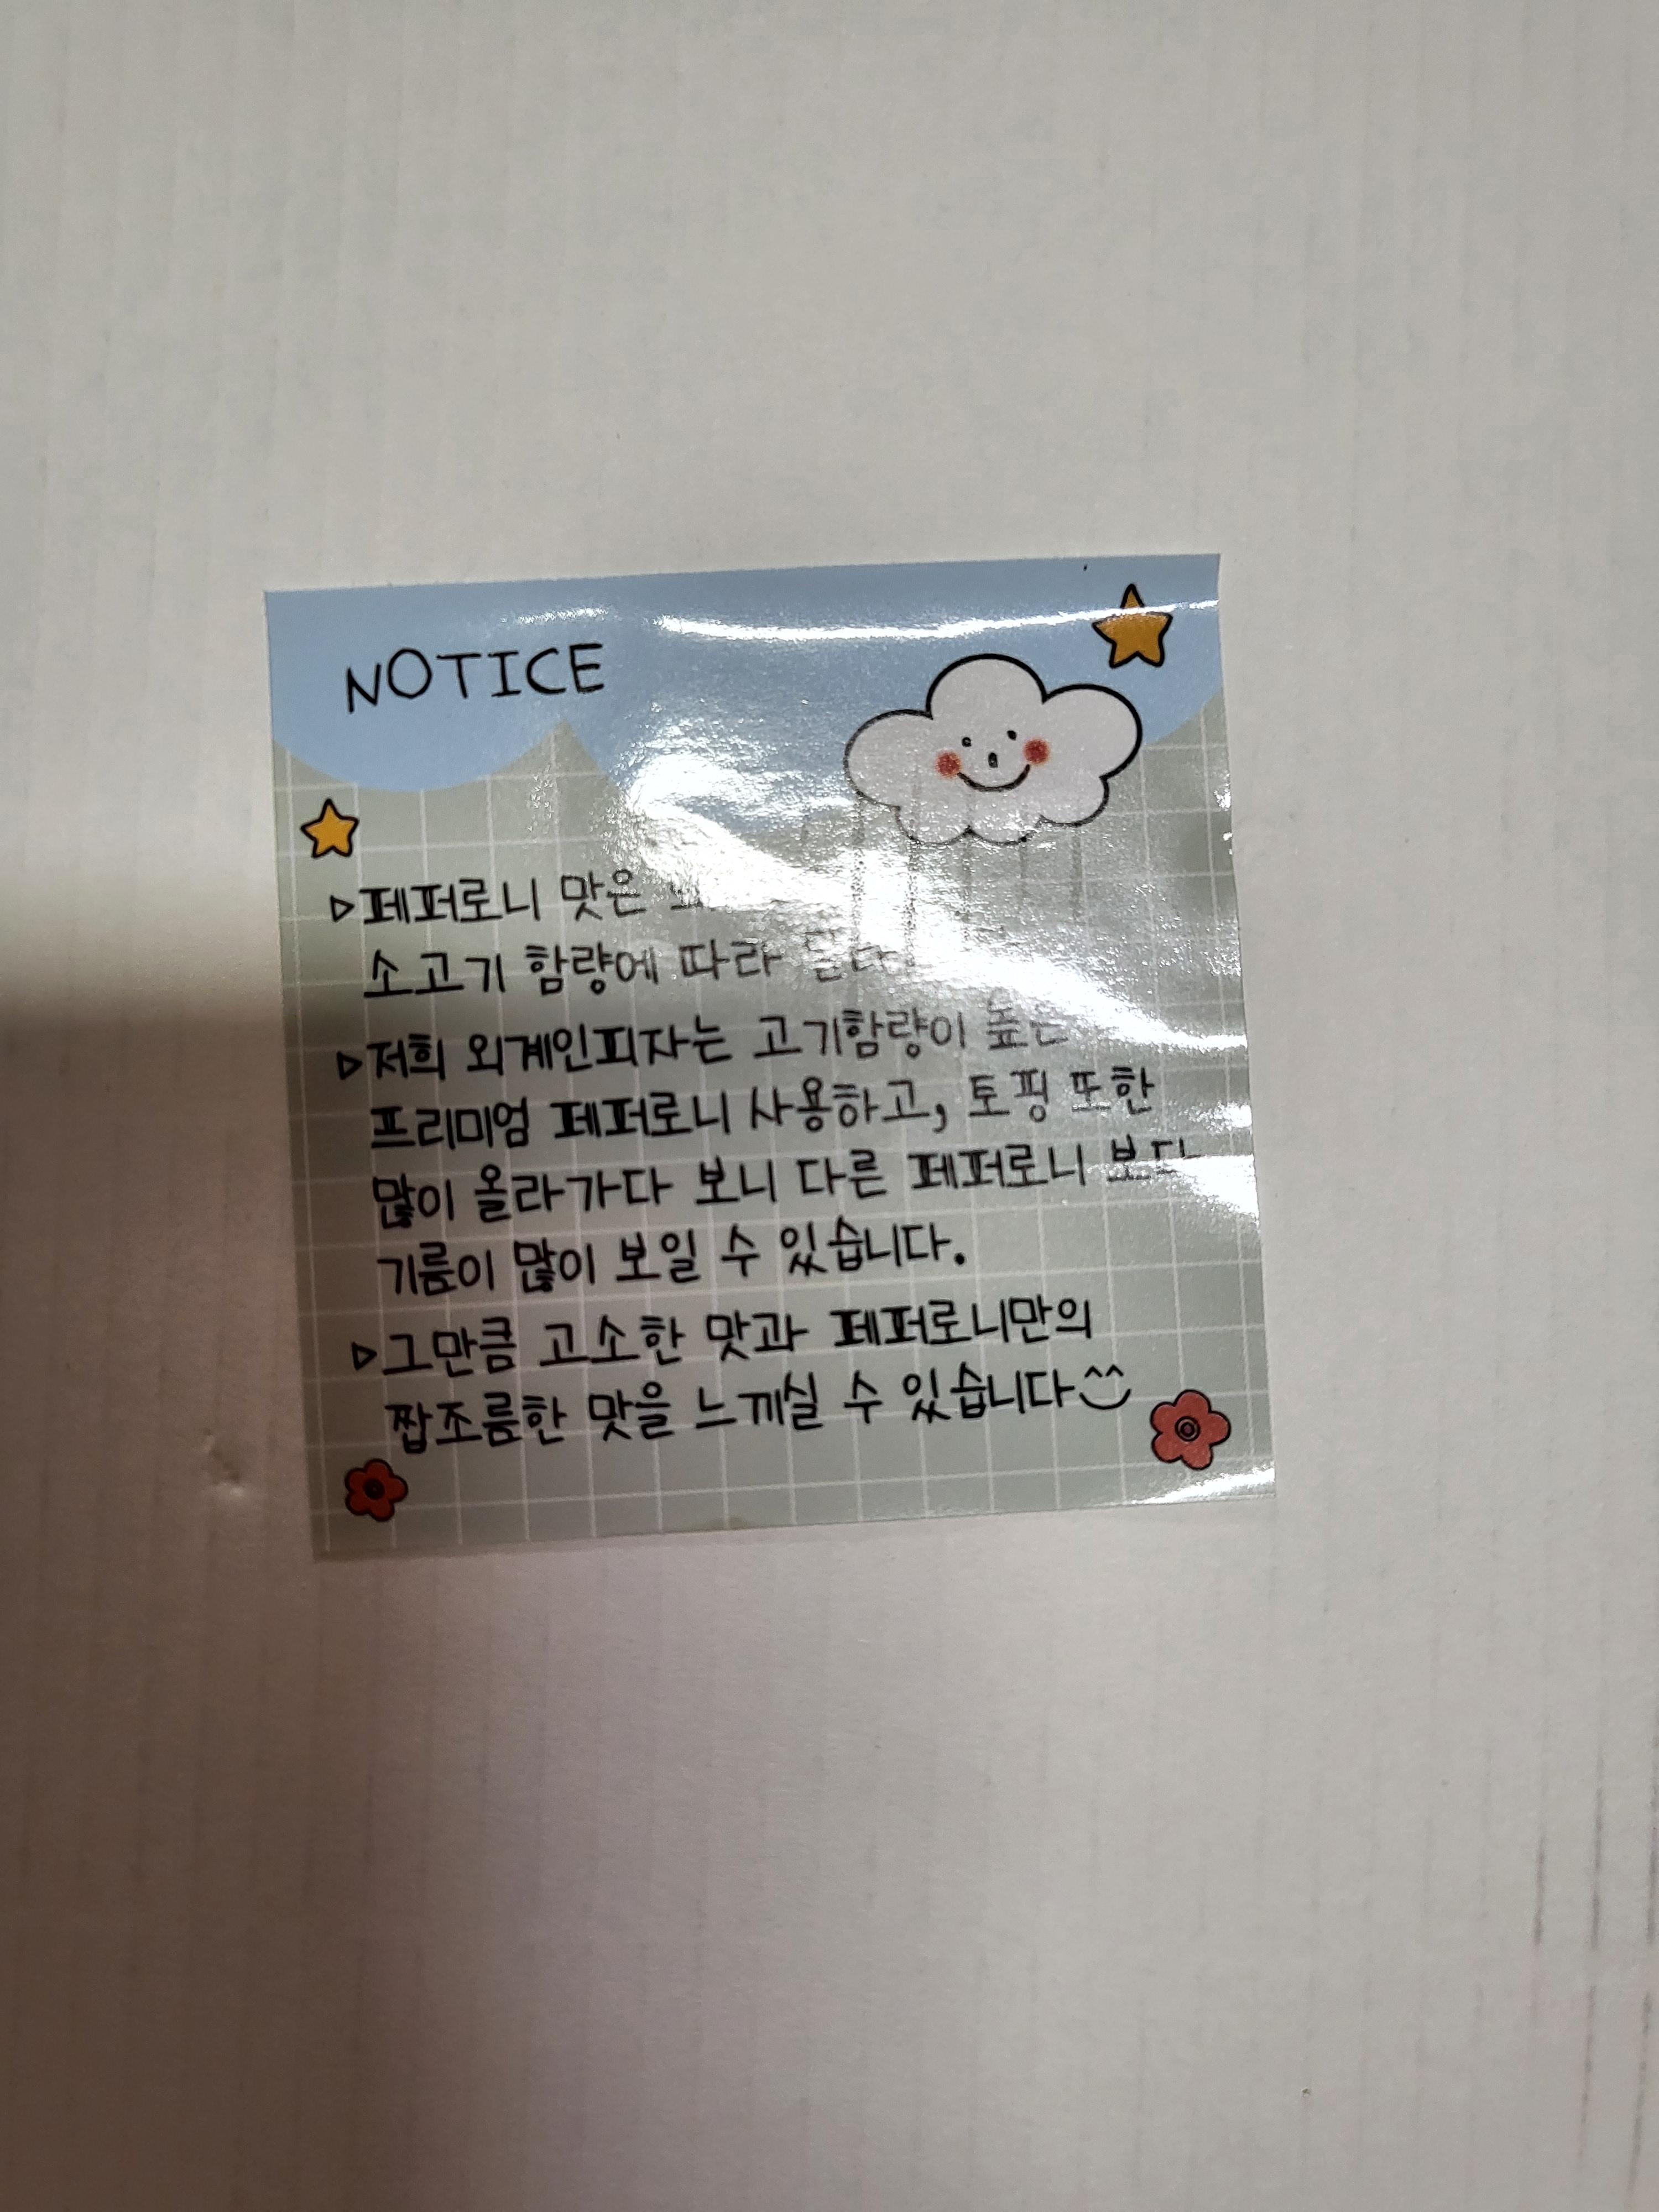 NOTICE
▷페퍼로니 맛은
소고기 함량에 따라
▷저희 외계인피자는 고기함량이 높은
프리미엄 페퍼로니 사용하고, 토핑 또한
많이 올라가다 보니 다른 페퍼로니 보다
기름이 많이 보일 수 있습니다.
▷그만큼 고소한 맛과 페퍼로니만의
짭조름한 맛을 느끼실 수 있습니다^^